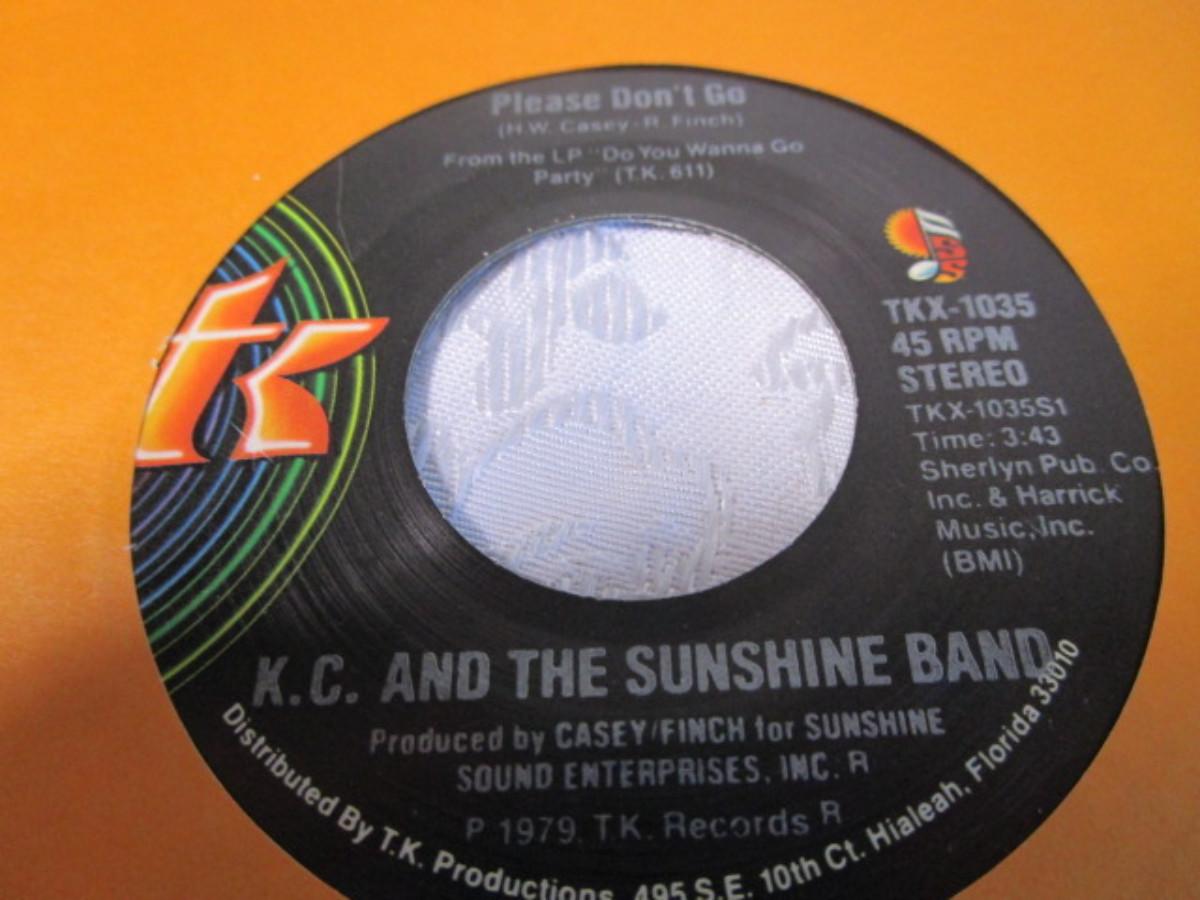 Please Don't Go
(H.W. Casey-R. Finch)
From the LP "Do You Wanna Go
Party" (T.K. 611)
tk
TKX-1035
45 RPM
STEREO
TKX-1035S1
Time: 3:43
Sherlyn Pub. Co.
Inc. & Harrick
Music, Inc.
(BMI)
K.C. AND THE SUNSHINE BAND
Produced by CASEY/FINCH for SUNSHINE
SOUND ENTERPRISES, INC. R
P 1979, T.K. Records R
Distributed By T.K. Productions, 495 S.E. 10th Ct. Hialeah, Florida 33010